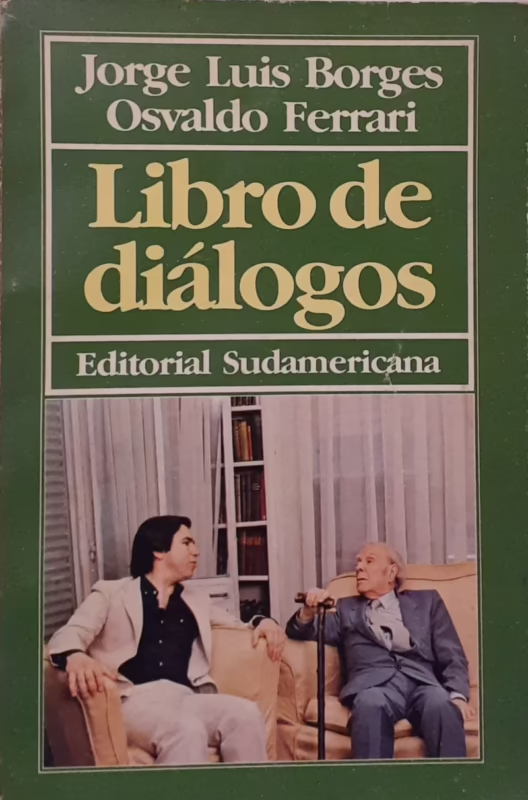 Jorge Luis Borges
Osvaldo Ferrari
Libro de
diálogos
Editorial Sudamericana